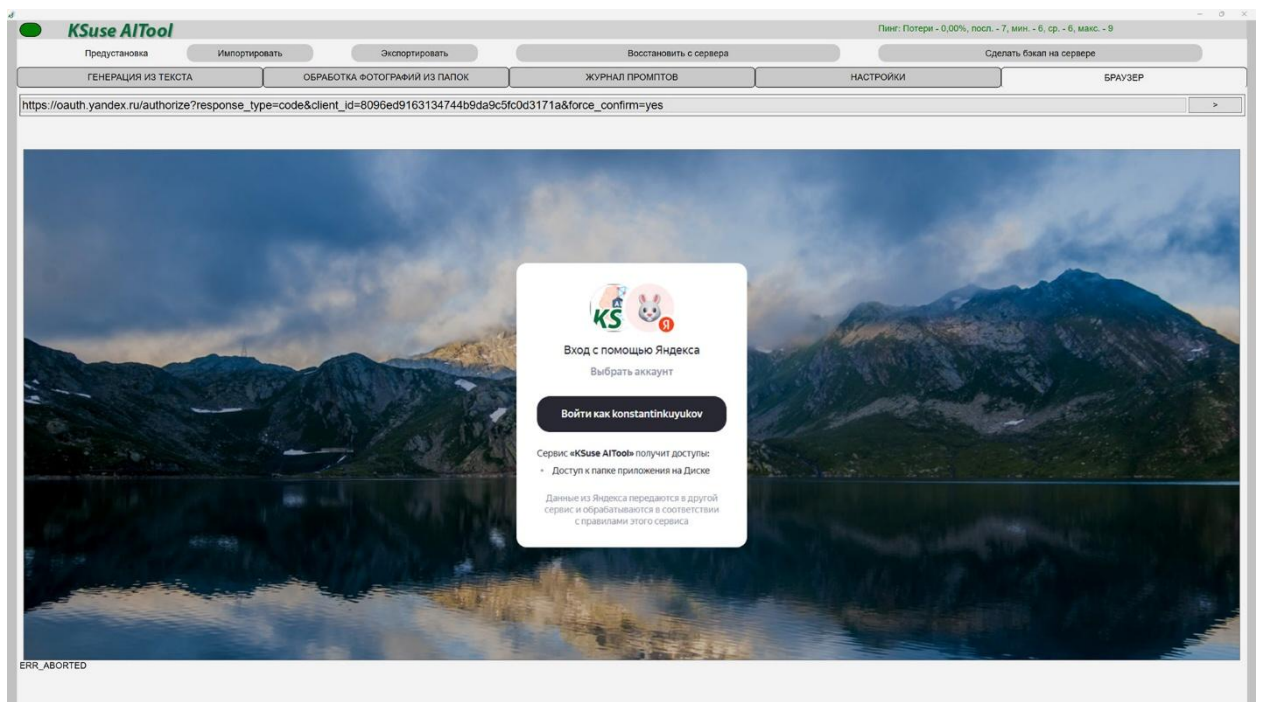 KSuse AITool
Пинг: Потери - 0,00%, посл. - 7, мин. - 6, ср. - 6, макс. - 9
Предустановка Импортировать Экспортировать Восстановить с сервера Сделать бэкап на сервере
ГЕНЕРАЦИЯ ИЗ ТЕКСТА ОБРАБОТКА ФОТОГРАФИЙ ИЗ ПАПОК ЖУРНАЛ ПРОМПТОВ НАСТРОЙКИ БРАУЗЕР
https://oauth.yandex.ru/authorize?response_type=code&client_id=8096ed9163134744b9da9c5fc0d3171a&force_confirm=yes >
KS Я
Вход с помощью Яндекса
Выбрать аккаунт
Войти как konstantinkuyukov
Сервис «KSuse AITool» получит доступы:
• Доступ к папке приложения на Диске
Данные из Яндекса передаются в другой
сервис и обрабатываются в соответствии
с правилами этого сервиса
ERR_ABORTED